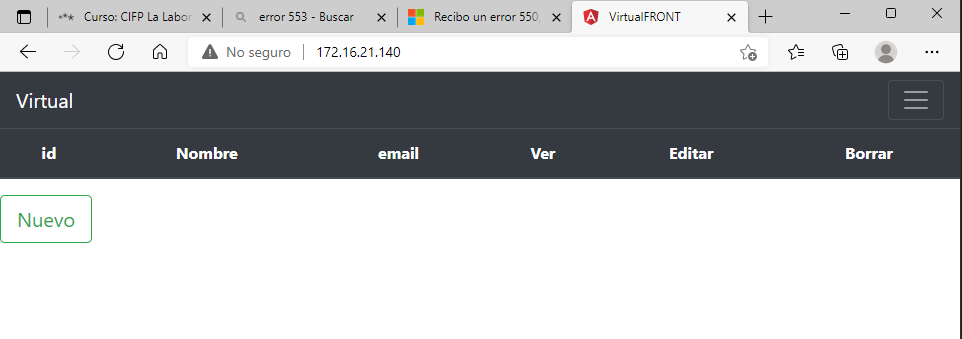 Curso: CIFP La Labor
error 553 - Buscar
Recibo un error 550,
VirtualFRONT
No seguro
172.16.21.140
Virtual
id Nombre email Ver Editar Borrar
Nuevo